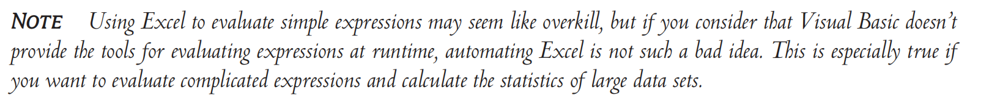 NOTE Using Excel to evaluate simple expressions may seem like overkill, but if you consider that Visual Basic doesn’t
provide the tools for evaluating expressions at runtime, automating Excel is not such a bad idea. This is especially true if
you want to evaluate complicated expressions and calculate the statistics of large data sets.